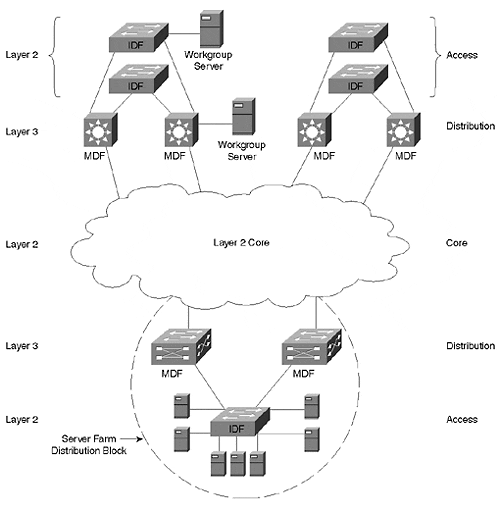 IDF
Layer 2
Workgroup
Server
IDF
IDF
Access
IDF
Layer 3
MDF
MDF
Workgroup
Server
MDF
MDF
Distribution
Layer 2
Layer 2 Core
Core
Layer 3
MDF
MDF
Distribution
Layer 2
IDF
Access
Server Farm
Distribution Block